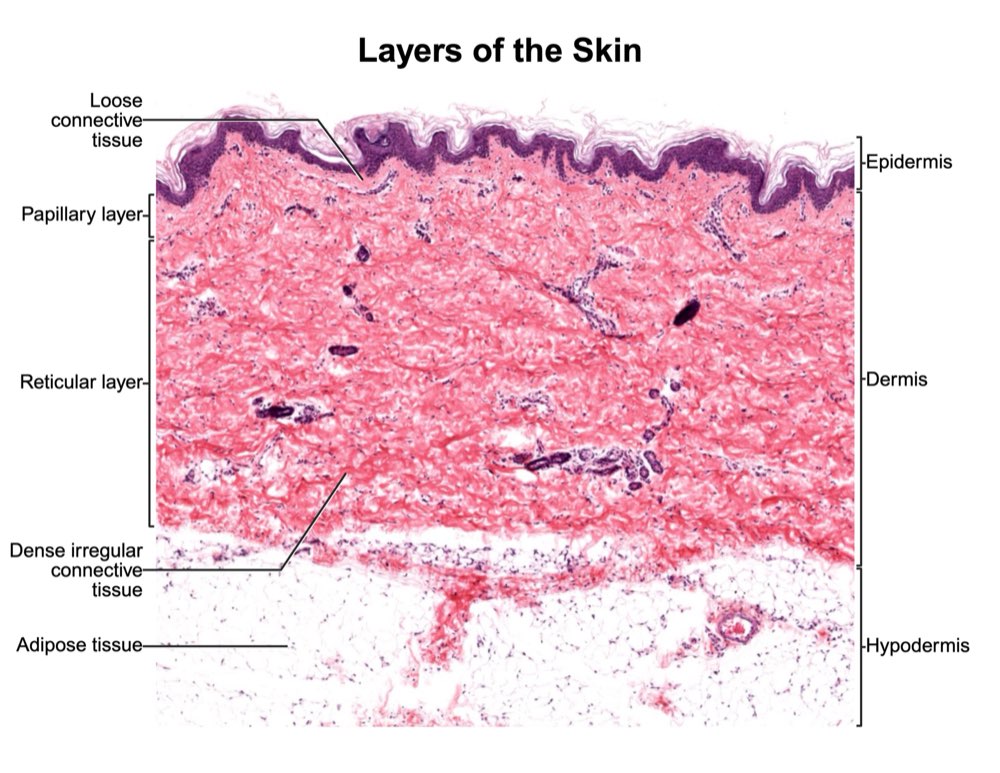 Layers of the Skin
Loose
connective
tissue
Epidermis
Papillary layer
Reticular layer
Dermis
Dense irregular
connective
tissue
Adipose tissue
Hypodermis